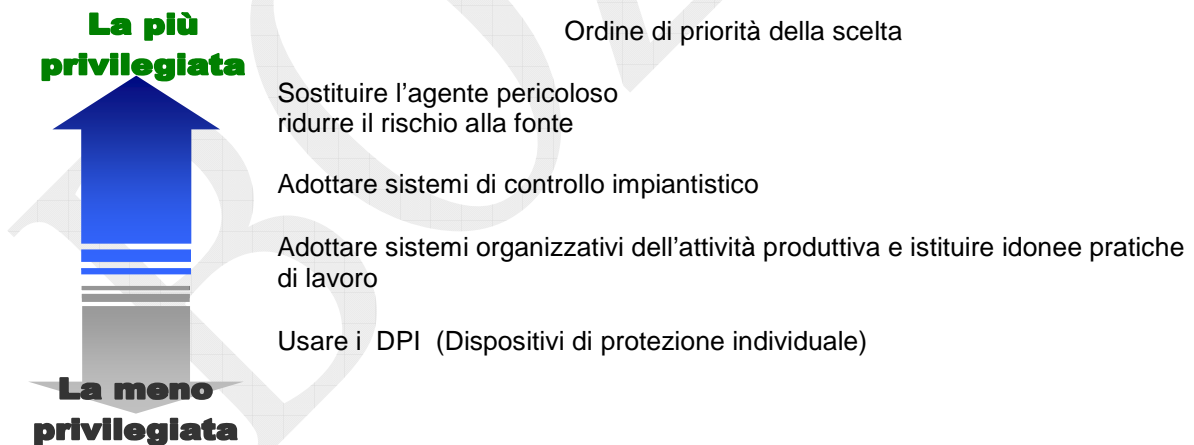 La più
privilegiata
Ordine di priorità della scelta
Sostituire l’agente pericoloso
ridurre il rischio alla fonte
Adottare sistemi di controllo impiantistico
Adottare sistemi organizzativi dell’attività produttiva e istituire idonee pratiche
di lavoro
Usare i DPI (Dispositivi di protezione individuale)
La meno
privilegiata